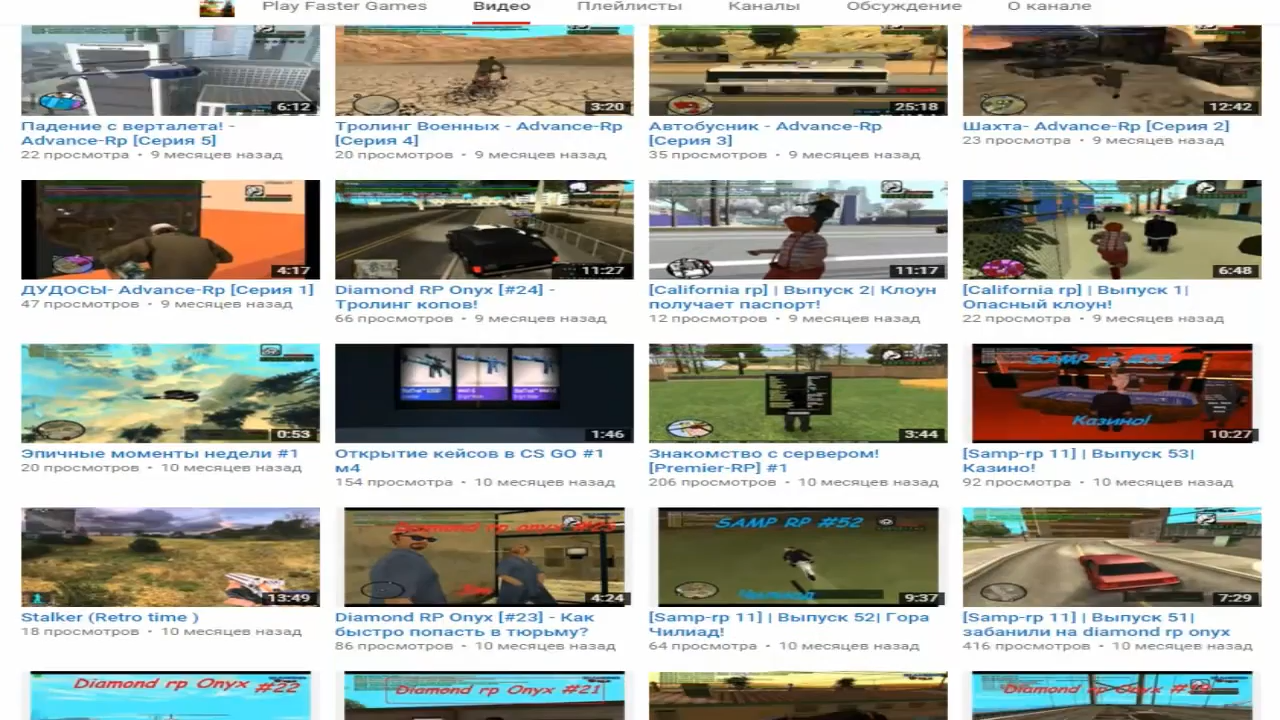 Play Faster Games Видео Плейлисты Каналы Обсуждение О канале
6:12 3:20 25:18 12:42
Падение с верталета! - Advance-Rp [Серия 5]
22 просмотра • 9 месяцев назад
Тролинг Военных - Advance-Rp [Серия 4]
20 просмотров • 9 месяцев назад
Автобусник - Advance-Rp [Серия 3]
35 просмотров • 9 месяцев назад
Шахта- Advance-Rp [Серия 2]
23 просмотра • 9 месяцев назад
4:17 11:27 11:17 6:48
ДУДОСЫ- Advance-Rp [Серия 1]
47 просмотров • 9 месяцев назад
Diamond RP Onyx [#24] -
Тролинг копов!
66 просмотров • 9 месяцев назад
[California rp] | Выпуск 2| Клоун
получает паспорт!
12 просмотров • 9 месяцев назад
[California rp] | Выпуск 1|
Опасный клоун!
22 просмотра • 9 месяцев назад
0:53 1:46 3:44
SAMP rp #53
Казино!
10:27
Эпичные моменты недели #1
20 просмотров • 10 месяцев назад
Открытие кейсов в CS GO #1
м4
154 просмотра • 10 месяцев назад
Знакомство с сервером!
[Premier-RP] #1
206 просмотров • 10 месяцев назад
[Samp-rp 11] | Выпуск 53|
Казино!
92 просмотра • 10 месяцев назад
13:49
Diamond rp onyx #23
4:24
SAMP RP #52
Чилиад
9:37
7:29
Stalker (Retro time )
18 просмотров • 10 месяцев назад
Diamond RP Onyx [#23] - Как
быстро попасть в тюрьму?
86 просмотров • 10 месяцев назад
[Samp-rp 11] | Выпуск 52| Гора
Чилиад!
64 просмотра • 10 месяцев назад
[Samp-rp 11] | Выпуск 51|
забанили на diamond rp onyx
416 просмотров • 10 месяцев назад
Diamond rp Onyx #22
Diamond rp Onyx #21
Diamond rp Onyx